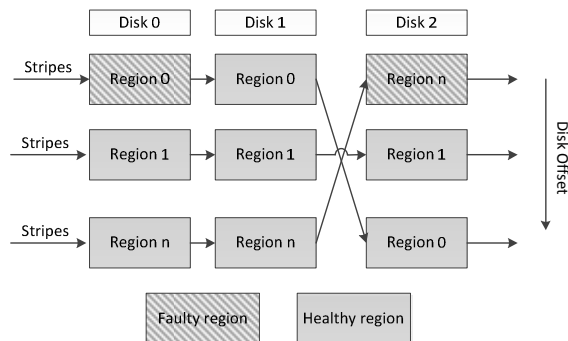 Disk 0 Disk 1 Disk 2
Stripes Region 0 Region 0 Region n
Stripes Region 1 Region 1 Region 1
Stripes Region n Region n Region 0
Disk Offset
Faulty region Healthy region